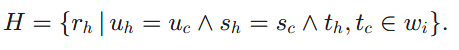 H = {r_h | u_h = u_c ∧ s_h = s_c ∧ t_h, t_c ∈ w_i}.